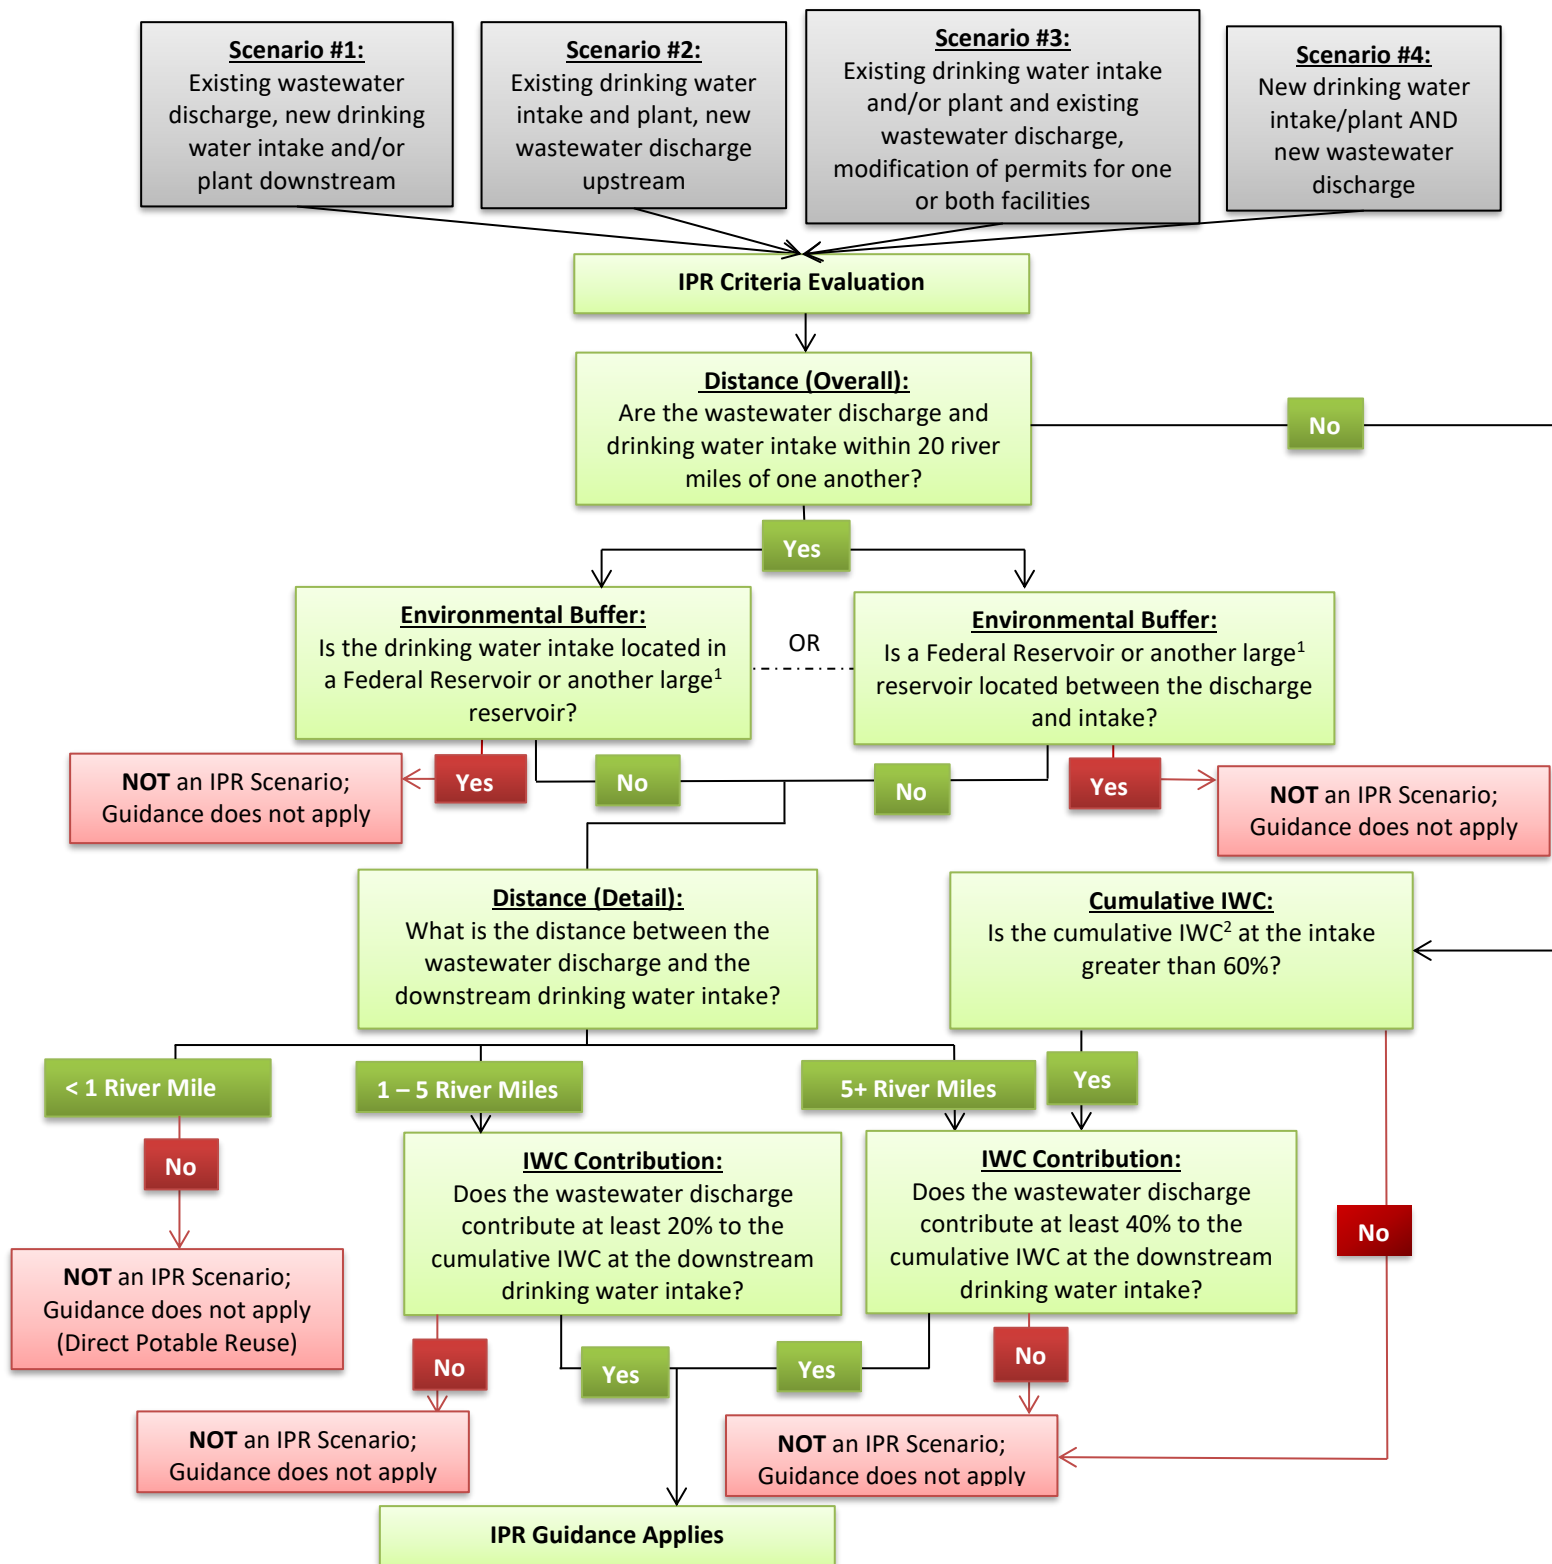 Scenario #1:
Existing wastewater
discharge, new drinking
water intake and/or
plant downstream
Scenario #2:
Existing drinking water
intake and plant, new
wastewater discharge
upstream
Scenario #3:
Existing drinking water intake
and/or plant and existing
wastewater discharge,
modification of permits for one
or both facilities
Scenario #4:
New drinking water
intake/plant AND
new wastewater
discharge
IPR Criteria Evaluation
Distance (Overall):
Are the wastewater discharge and
drinking water intake within 20 river
miles of one another?
No
Yes
Environmental Buffer:
Is the drinking water intake located in
a Federal Reservoir or another large¹
reservoir?
OR
Environmental Buffer:
Is a Federal Reservoir or another large¹
reservoir located between the discharge
and intake?
Yes
No
No
Yes
NOT an IPR Scenario;
Guidance does not apply
NOT an IPR Scenario;
Guidance does not apply
Distance (Detail):
What is the distance between the
wastewater discharge and the
downstream drinking water intake?
Cumulative IWC:
Is the cumulative IWC² at the intake
greater than 60%?
< 1 River Mile
1 – 5 River Miles
5+ River Miles
Yes
No
IWC Contribution:
Does the wastewater discharge
contribute at least 20% to the
cumulative IWC at the downstream
drinking water intake?
IWC Contribution:
Does the wastewater discharge
contribute at least 40% to the
cumulative IWC at the downstream
drinking water intake?
No
NOT an IPR Scenario;
Guidance does not apply
(Direct Potable Reuse)
No
Yes
Yes
No
NOT an IPR Scenario;
Guidance does not apply
NOT an IPR Scenario;
Guidance does not apply
IPR Guidance Applies